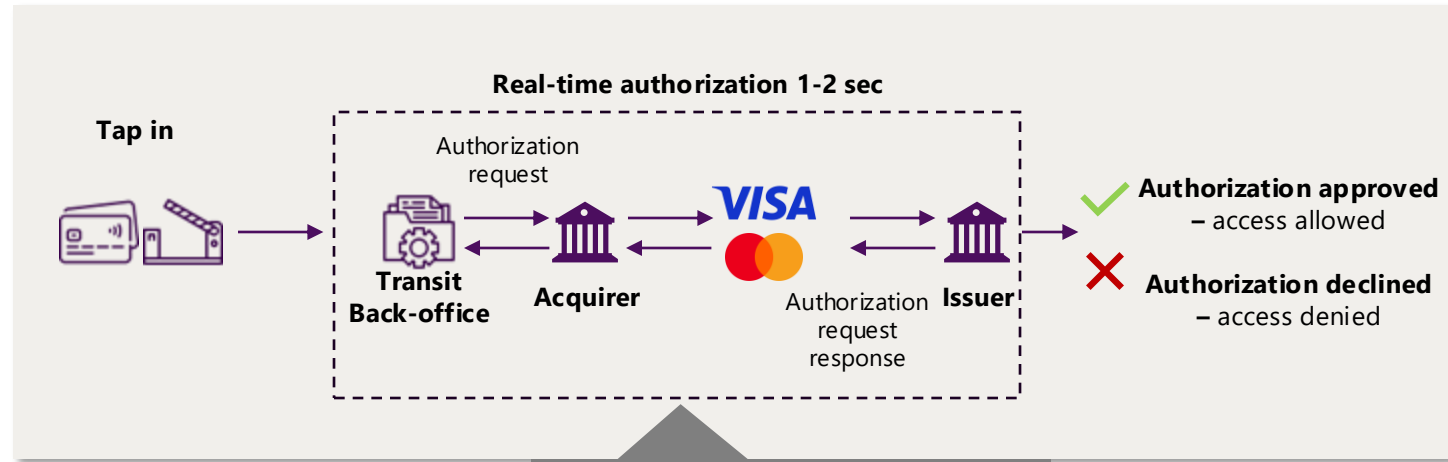 Real-time authorization 1-2 sec
Tap in
Authorization
request
VISA
Transit
Back-office
Acquirer
Authorization
request
response
Issuer
Authorization approved
– access allowed
Authorization declined
– access denied